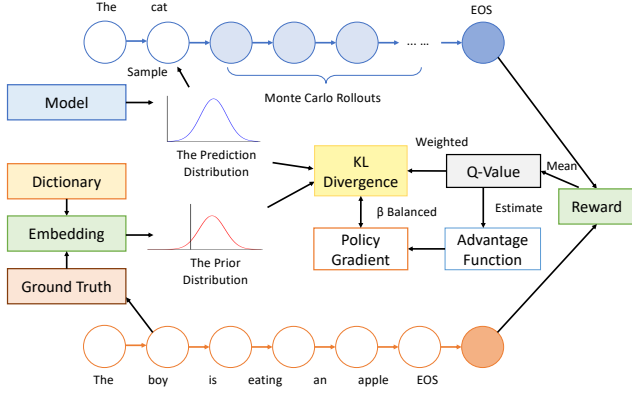 The cat EOS
... ...
Sample
Monte Carlo Rollouts
Model
The Prediction
Distribution
Dictionary
Embedding
Ground Truth
The Prior
Distribution
KL
Divergence
Weighted
Q-Value
Mean
Reward
β Balanced
Estimate
Policy
Gradient
Advantage
Function
The boy is eating an apple EOS